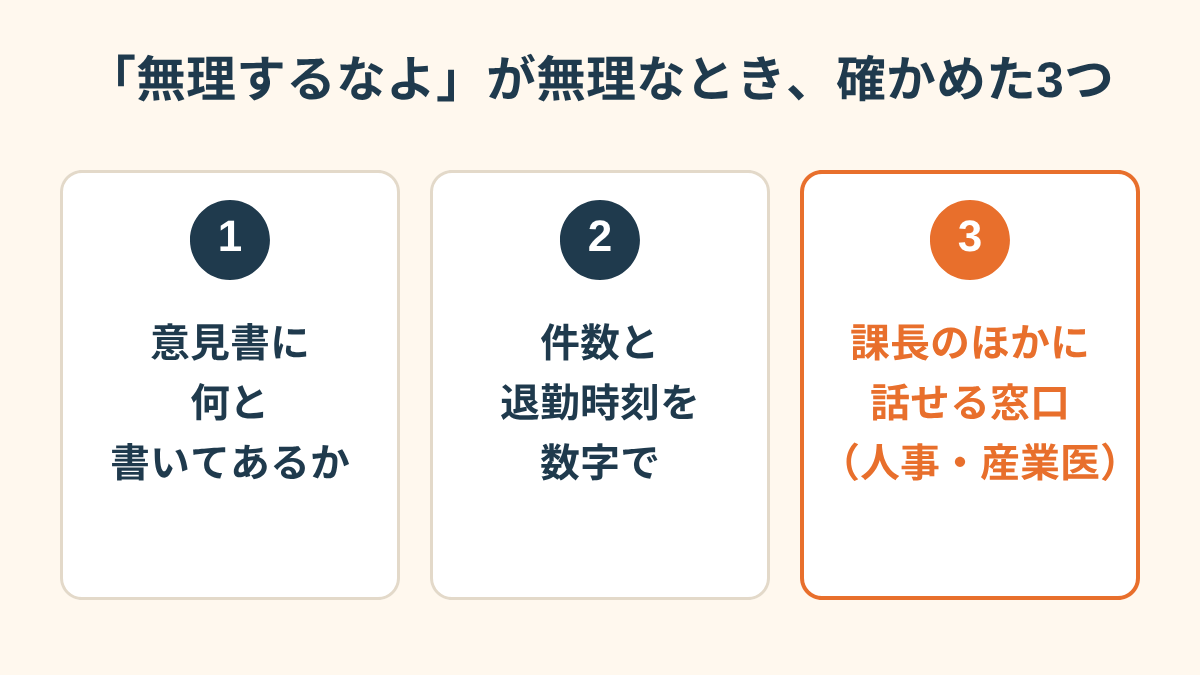 「無理するなよ」が無理なとき、確かめた3つ
1
意見書に
何と
書いてあるか
2
件数と
退勤時刻を
数字で
3
課長のほかに
話せる窓口
（人事・産業医）